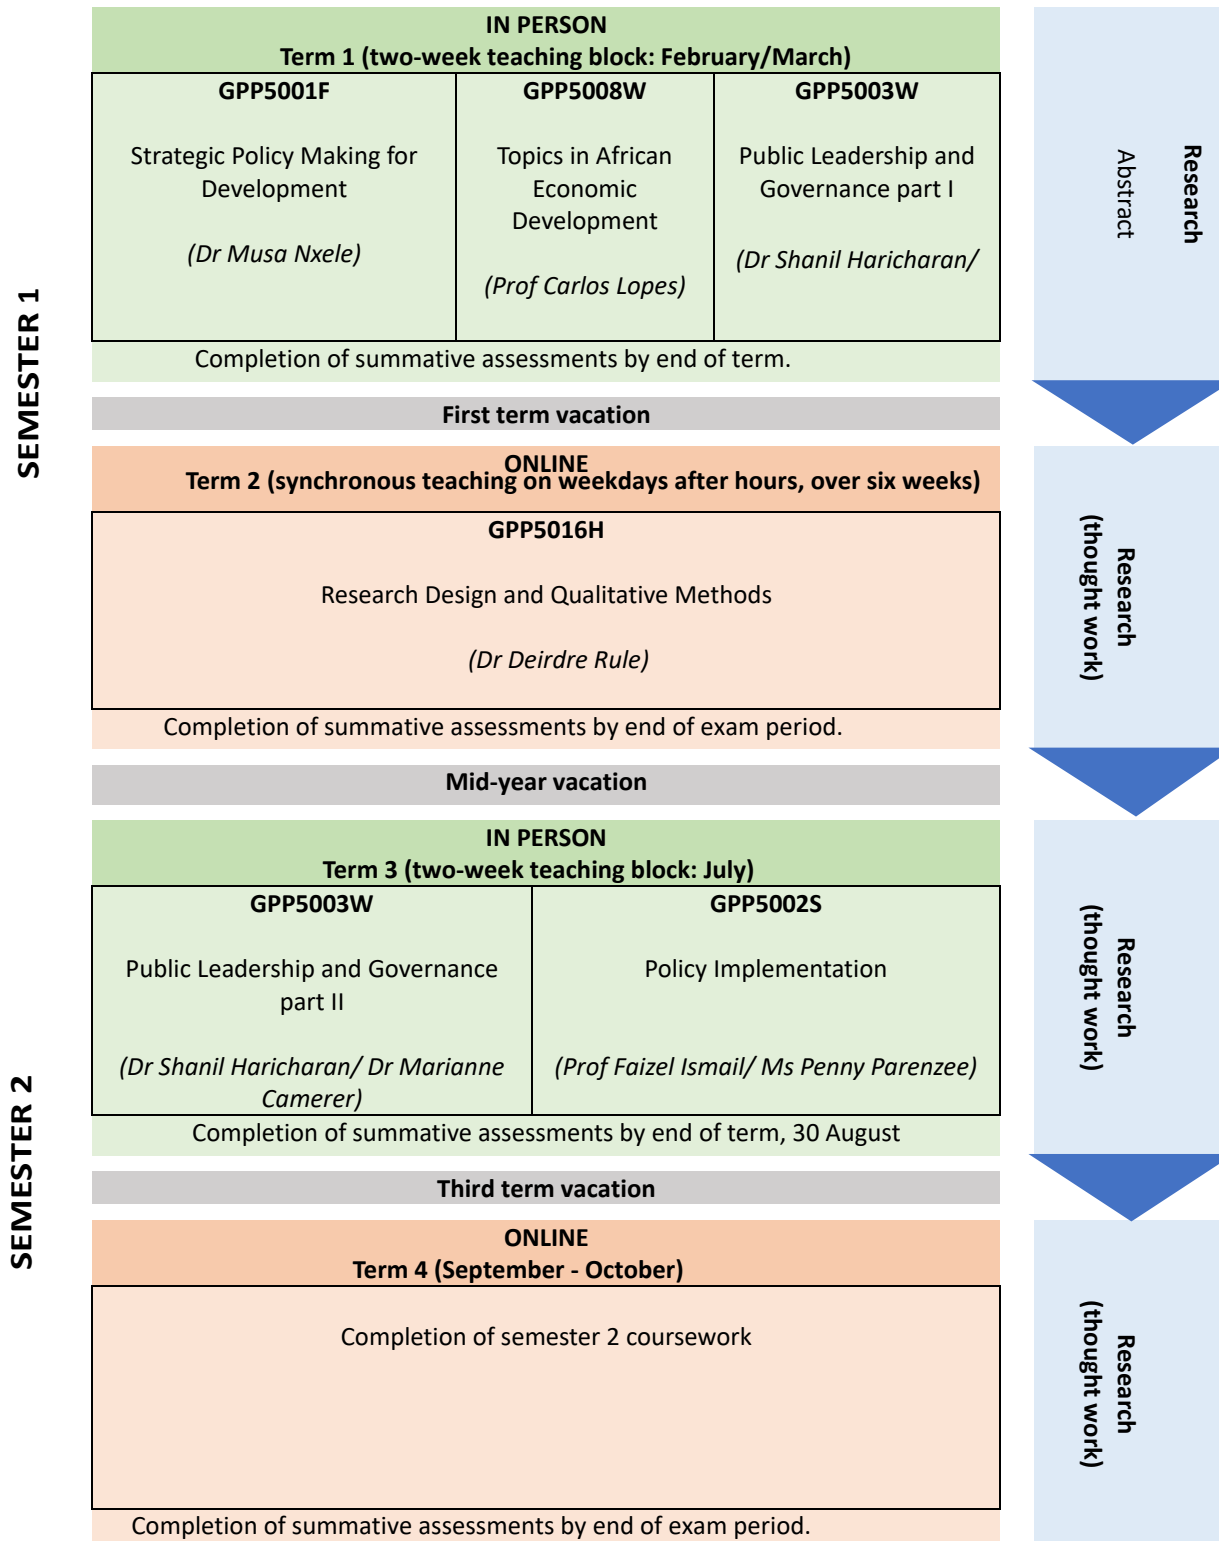 SEMESTER 1
IN PERSON
Term 1 (two-week teaching block: February/March)
GPP5001F
Strategic Policy Making for
Development
(Dr Musa Nxele)
GPP5008W
Topics in African
Economic
Development
(Prof Carlos Lopes)
GPP5003W
Public Leadership and
Governance part I
(Dr Shanil Haricharan/
Completion of summative assessments by end of term.
Research
Abstract
First term vacation
ONLINE
Term 2 (synchronous teaching on weekdays after hours, over six weeks)
GPP5016H
Research Design and Qualitative Methods
(Dr Deirdre Rule)
Completion of summative assessments by end of exam period.
Research
(thought work)
Mid-year vacation
SEMESTER 2
IN PERSON
Term 3 (two-week teaching block: July)
GPP5003W
Public Leadership and Governance
part II
(Dr Shanil Haricharan/ Dr Marianne
Camerer)
GPP5002S
Policy Implementation
(Prof Faizel Ismail/ Ms Penny Parenzee)
Completion of summative assessments by end of term, 30 August
Research
(thought work)
Third term vacation
ONLINE
Term 4 (September - October)
Completion of semester 2 coursework
Completion of summative assessments by end of exam period.
Research
(thought work)